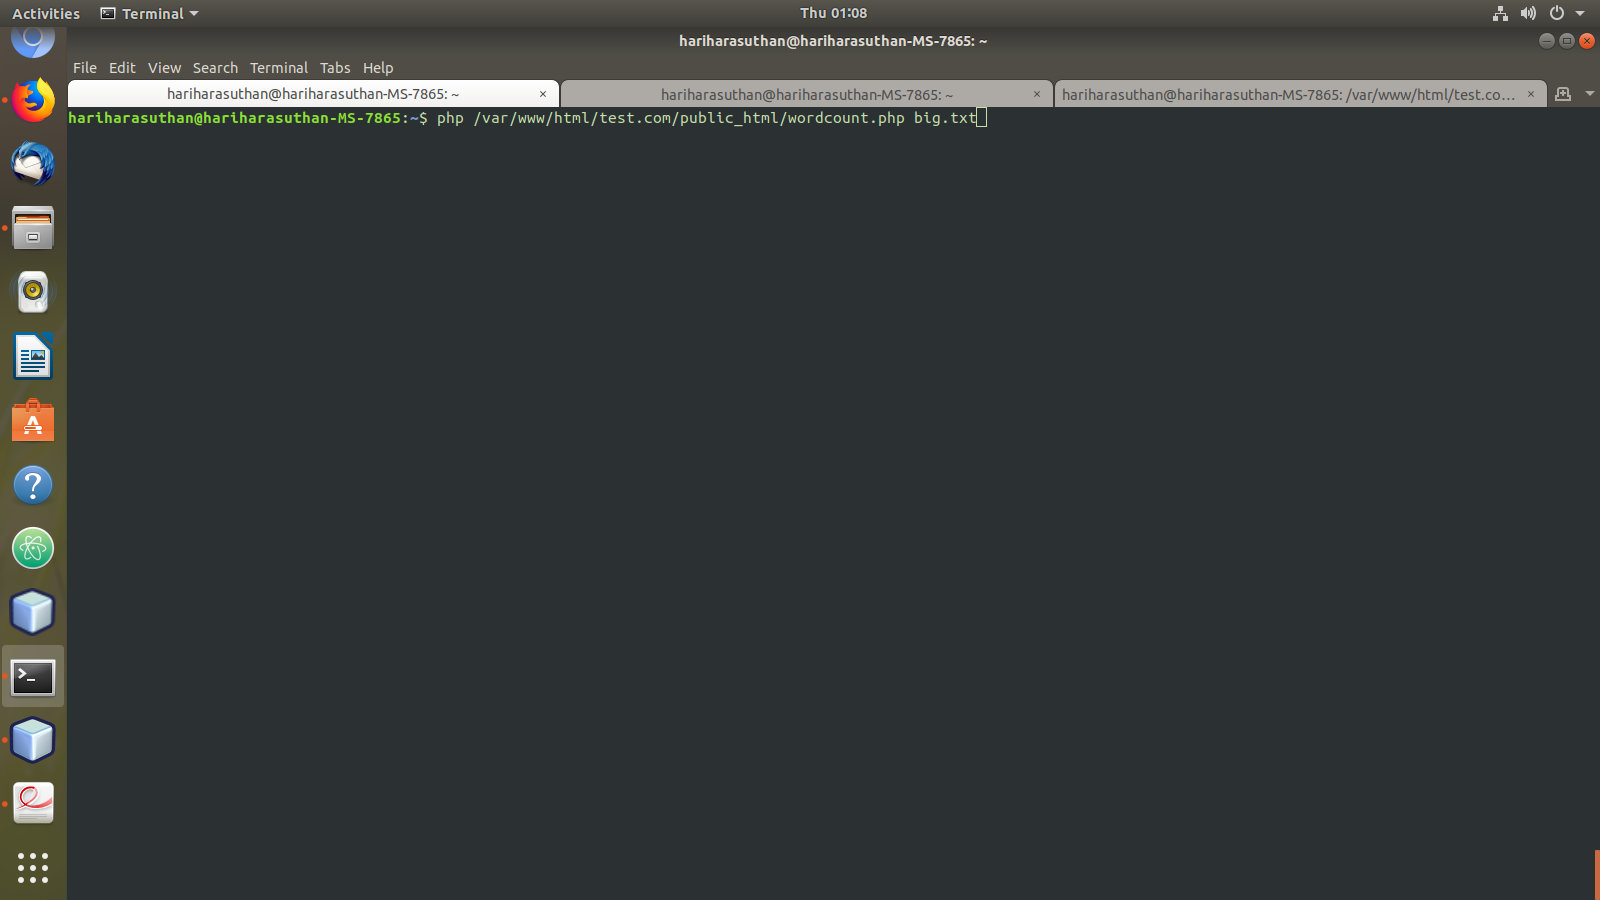 Activities Terminal Thu 01:08
hariharasuthan@hariharasuthan-MS-7865: ~
File Edit View Search Terminal Tabs Help
hariharasuthan@hariharasuthan-MS-7865: ~ × hariharasuthan@hariharasuthan-MS-7865: ~ × hariharasuthan@hariharasuthan-MS-7865: /var/www/html/test.co... ×
hariharasuthan@hariharasuthan-MS-7865:~$ php /var/www/html/test.com/public_html/wordcount.php big.txt